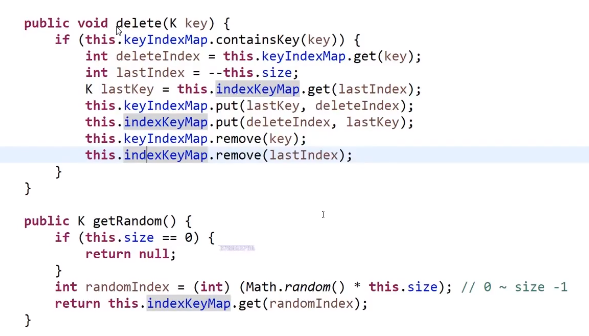 public void delete(K key) {
if (this.keyIndexMap.containsKey(key)) {
int deleteIndex = this.keyIndexMap.get(key);
int lastIndex = --this.size;
K lastKey = this.indexKeyMap.get(lastIndex);
this.keyIndexMap.put(lastKey, deleteIndex);
this.indexKeyMap.put(deleteIndex, lastKey);
this.keyIndexMap.remove(key);
this.indexKeyMap.remove(lastIndex);
}
}
public K getRandom() {
if (this.size == 0) {
return null;
}
int randomIndex = (int) (Math.random() * this.size); // 0 ~ size -1
return this.indexKeyMap.get(randomIndex);
}